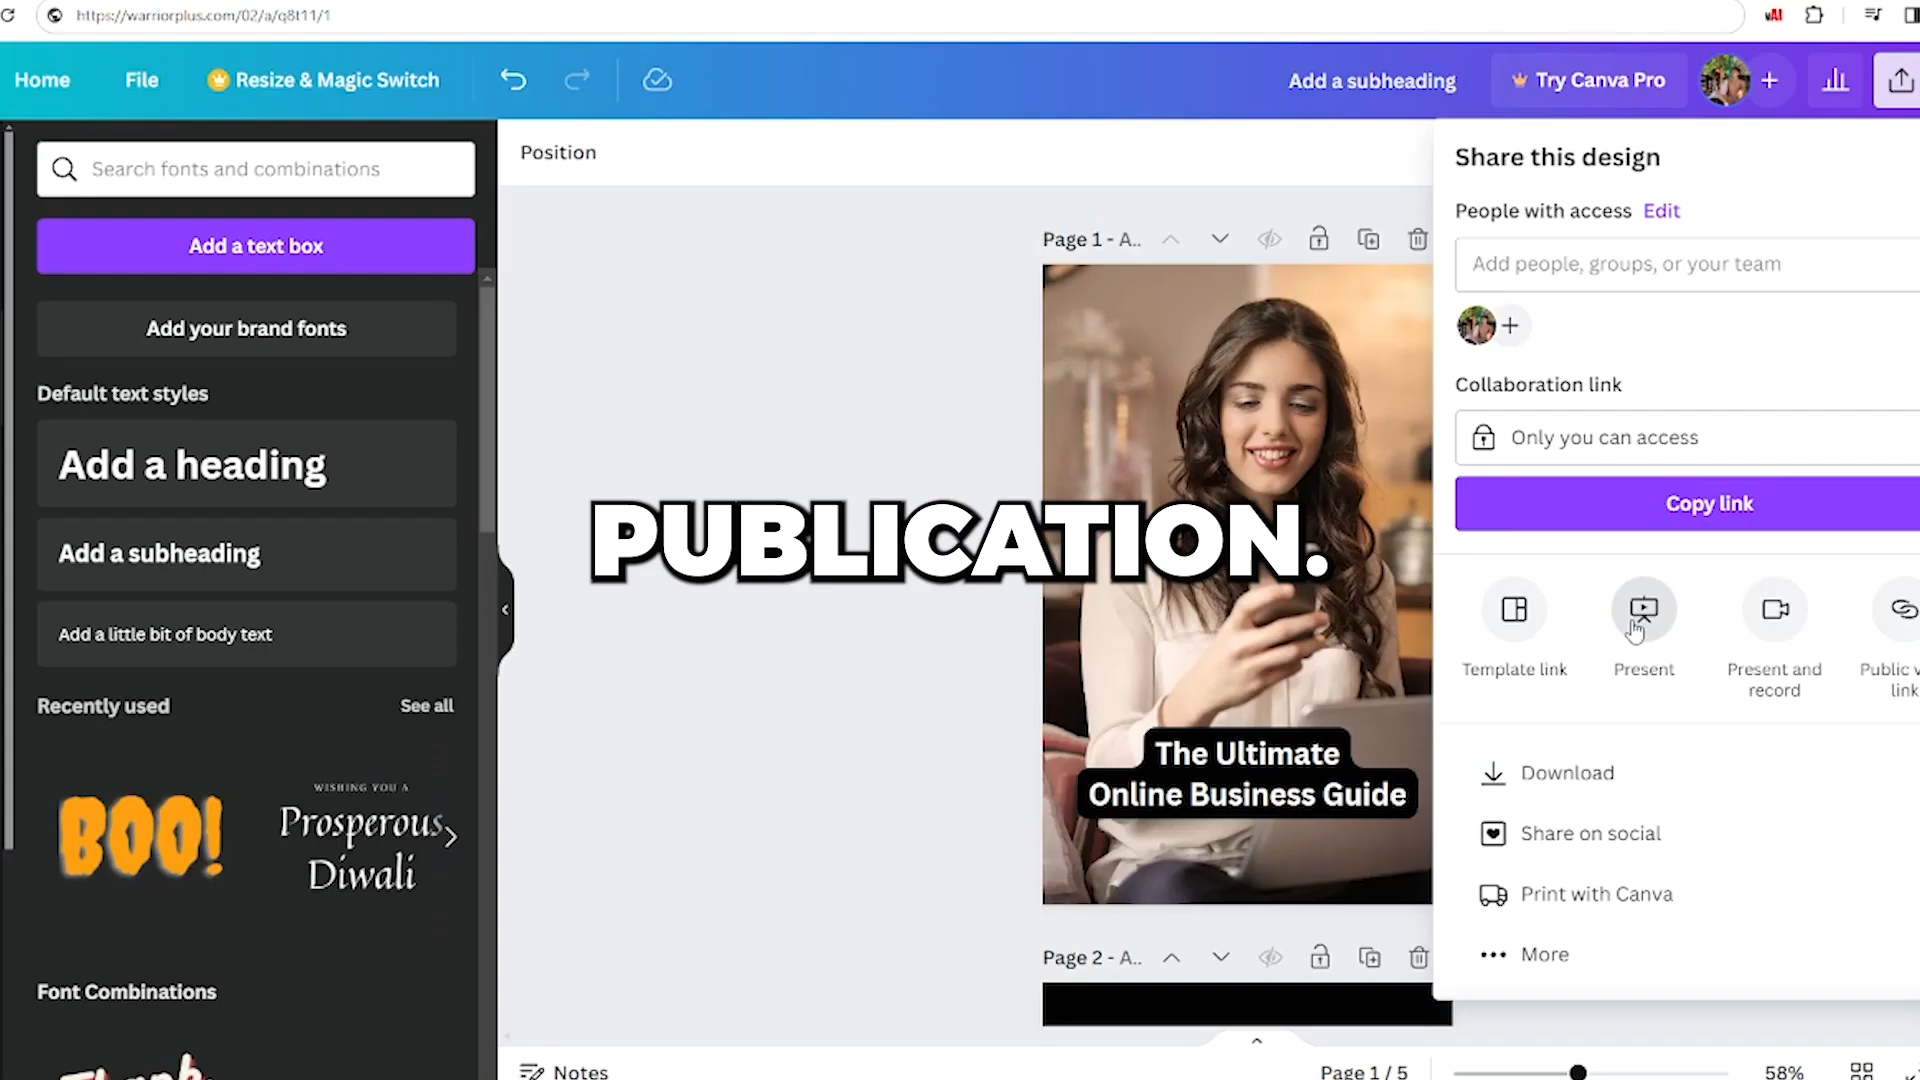 https://warriorplus.com/02/a/q8t11/1
Home
File
Resize & Magic Switch
Add a subheading
Try Canva Pro
Search fonts and combinations
Add a text box
Add your brand fonts
Default text styles
Add a heading
Add a subheading
Add a little bit of body text
Recently used
See all
BOO!
WISHING YOU A
Prosperous
Diwali
Font Combinations
Thank
Position
Page 1 - A..
PUBLICATION.
The Ultimate
Online Business Guide
Page 2 - A..
Notes
Page 1 / 5
58%
Share this design
People with access
Edit
Add people, groups, or your team
Collaboration link
Only you can access
Copy link
Template link
Present
Present and
record
Public v
link
Download
Share on social
Print with Canva
More